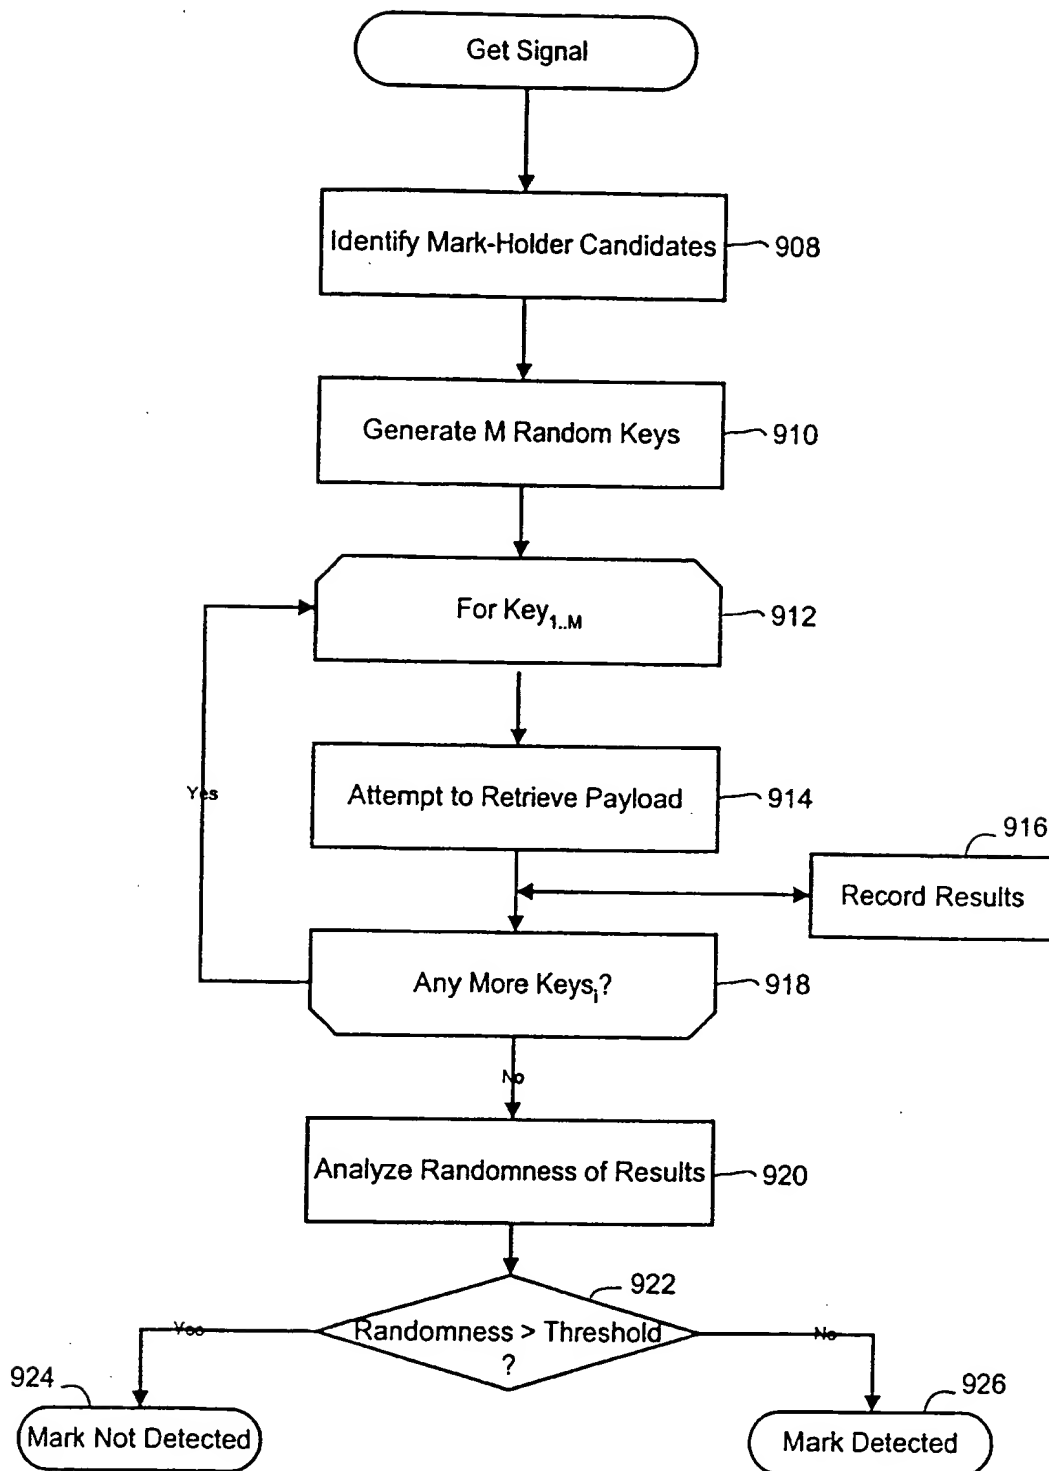 Get Signal
Identify Mark-Holder Candidates
908
Generate M Random Keys
910
For Key1..M
912
Attempt to Retrieve Payload
914
Yes
916
Record Results
Any More Keysi?
918
No
Analyze Randomness of Results
920
922
Randomness > Threshold
?
Yes
No
924
Mark Not Detected
926
Mark Detected